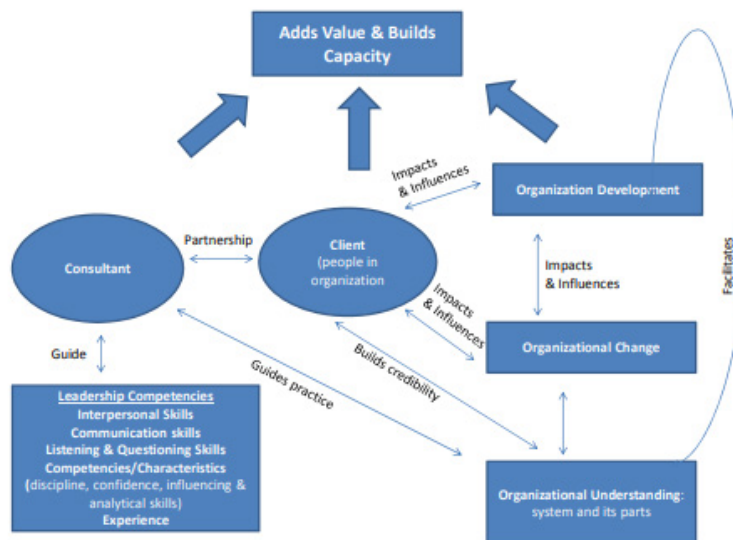 Adds Value & Builds
Capacity
Impacts
& Influences
Organization Development
Partnership
Client
(people in
organization
Consultant
Impacts
& Influences
Facilitates
Impacts
& Influences
Organizational Change
Guide
Guides practice
Builds credibility
Leadership Competencies
Interpersonal Skills
Communication skills
Listening & Questioning Skills
Competencies/Characteristics
(discipline, confidence, influencing &
analytical skills)
Experience
Organizational Understanding:
system and its parts